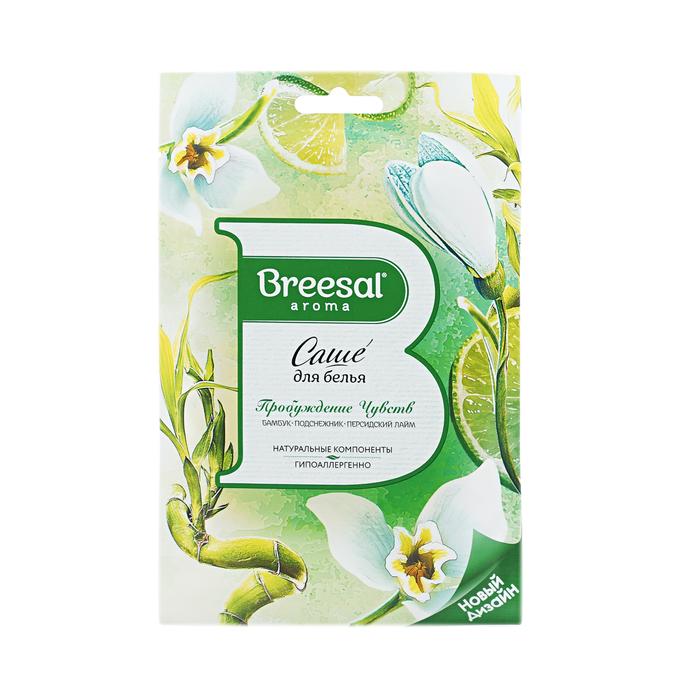 Breesal®
aroma
Саше
для белья
Пробуждение Чувств
БАМБУК · ПОДСНЕЖНИК · ПЕРСИДСКИЙ ЛАЙМ
НАТУРАЛЬНЫЕ КОМПОНЕНТЫ
ГИПОАЛЛЕРГЕННО
НОВЫЙ
ДИЗАЙН